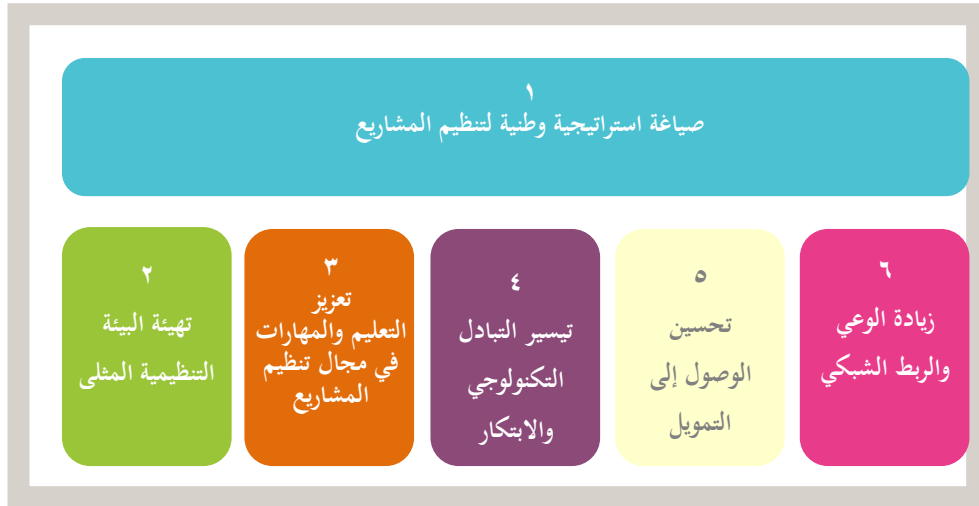 ١
صياغة استراتيجية وطنية لتنظيم المشاريع
٢
تهيئة البيئة
التنظيمية المثلى
٣
تعزيز
التعليم والمهارات
في مجال تنظيم
المشاريع
٤
تيسير التبادل
التكنولوجي
والابتكار
٥
تحسين
الوصول إلى
التمويل
٦
زيادة الوعي
والربط الشبكي